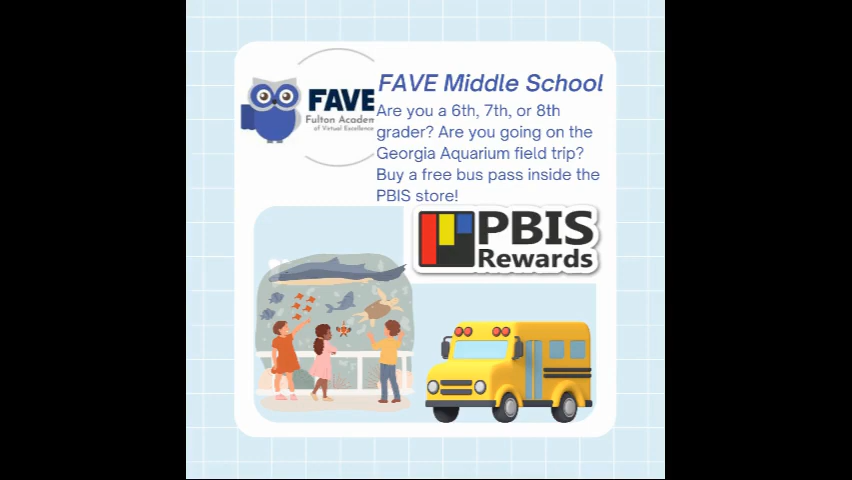 FAVE
Fulton Academ
of Virtual Excellence
FAVE Middle School
Are you a 6th, 7th, or 8th
grader? Are you going on the
Georgia Aquarium field trip?
Buy a free bus pass inside the
PBIS store!
PBIS
Rewards